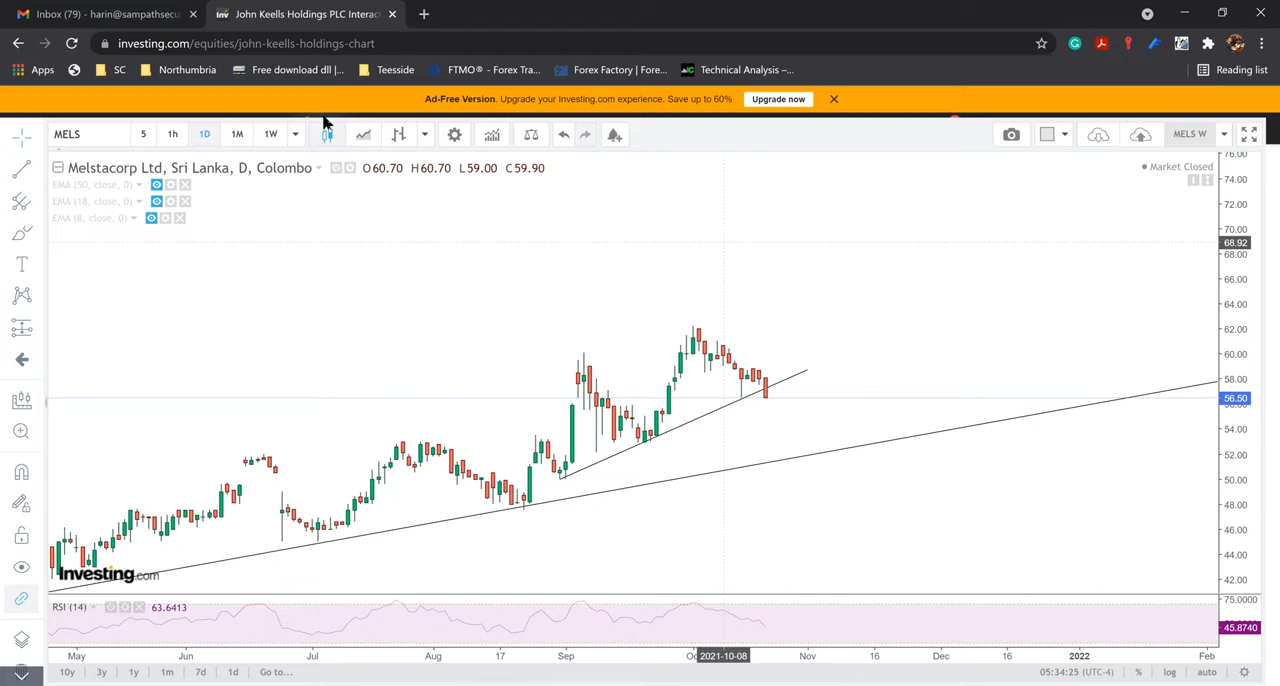 Inbox (79) - harin@sampathsecur
John Keells Holdings PLC Interac
investing.com/equities/john-keells-holdings-chart
Apps SC Northumbria Free download dll |... Teesside FTMO® - Forex Tra... Forex Factory | Fore... Technical Analysis –... Reading list
Ad-Free Version. Upgrade your Investing.com experience. Save up to 60% Upgrade now
MELS 5 1h 1D 1M 1W MELS W
Melstacorp Ltd, Sri Lanka, D, Colombo O60.70 H60.70 L59.00 C59.90
Market Closed
EMA (50, close, 0)
EMA (18, close, 0)
EMA (8, close, 0)
76.00
74.00
72.00
70.00
68.92
68.00
66.00
64.00
62.00
60.00
58.00
56.50
54.00
52.00
50.00
48.00
46.00
44.00
42.00
Investing.com
RSI (14) 63.6413
75.0000
45.8740
May Jun Jul Aug 17 Sep 2021-10-08 Nov 16 Dec 16 2022 Feb
10y 3y 1y 1m 7d 1d Go to... 05:34:25 (UTC-4) % log auto